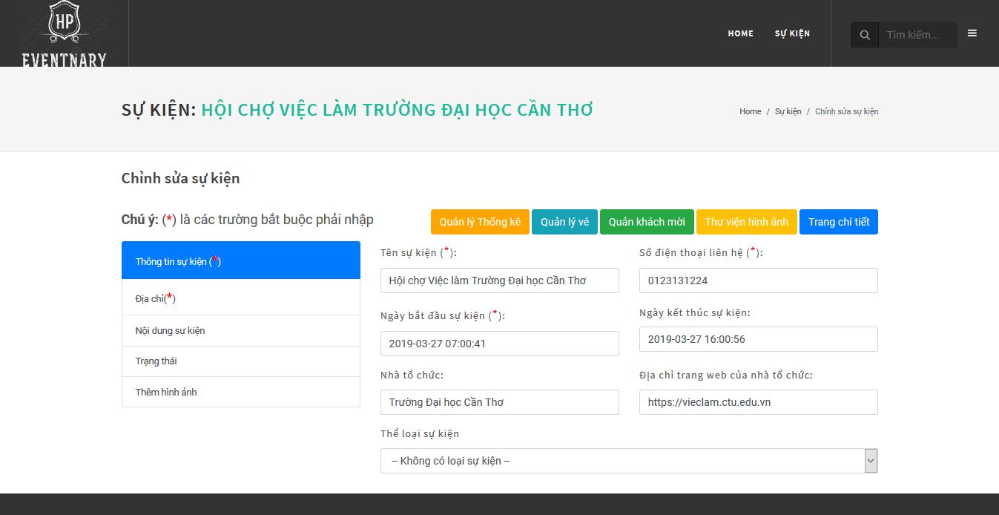 HP
EVENTNARY
HOME SỰ KIỆN
Tìm kiếm...
SỰ KIỆN: HỘI CHỢ VIỆC LÀM TRƯỜNG ĐẠI HỌC CẦN THƠ
Home / Sự kiện / Chỉnh sửa sự kiện
Chỉnh sửa sự kiện
Chú ý: (*) là các trường bắt buộc phải nhập
Quản lý Thống kê Quản lý vé Quản khách mời Thư viện hình ảnh Trang chi tiết
Thông tin sự kiện (*)
Địa chỉ(*)
Nội dung sự kiện
Trạng thái
Thêm hình ảnh
Tên sự kiện (*): Số điện thoại liên hệ (*):
Hội chợ Việc làm Trường Đại học Cần Thơ 0123131224
Ngày bắt đầu sự kiện (*): Ngày kết thúc sự kiện:
2019-03-27 07:00:41 2019-03-27 16:00:56
Nhà tổ chức: Địa chỉ trang web của nhà tổ chức:
Trường Đại học Cần Thơ https://vieclam.ctu.edu.vn
Thể loại sự kiện
-- Không có loại sự kiện --